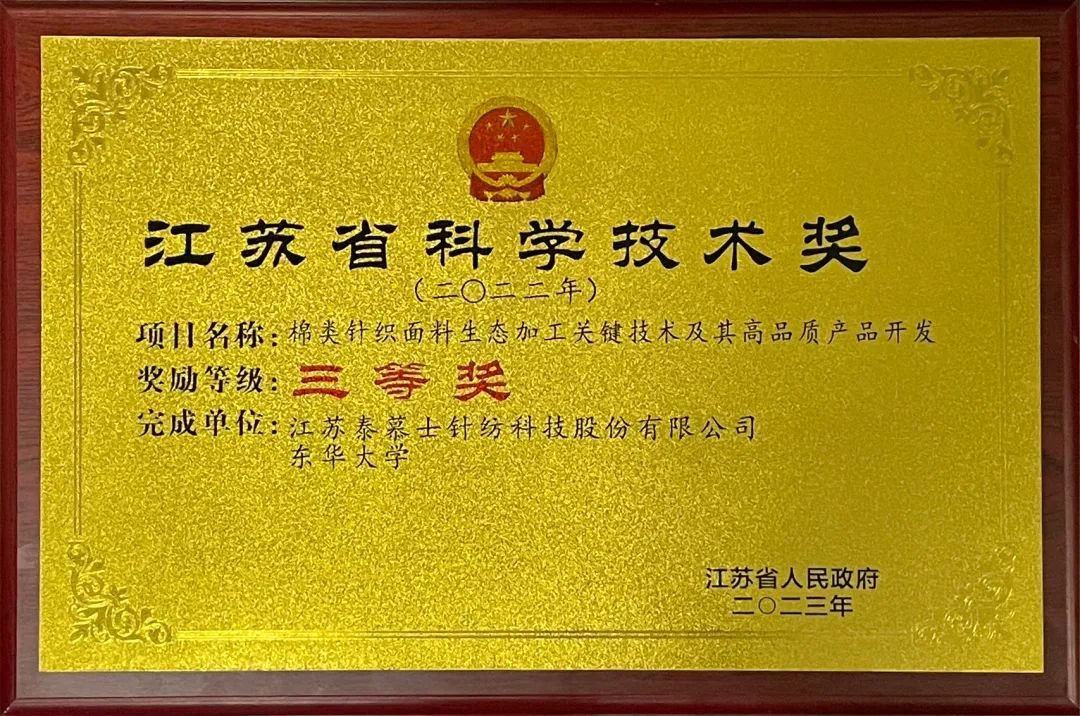 江苏省科学技术奖
（二〇二二年）
项目名称：棉类针织面料生态加工关键技术及其高品质产品开发
奖励等级：三等奖
完成单位：江苏泰慕士针纺科技股份有限公司
东华大学
江苏省人民政府
二〇二三年